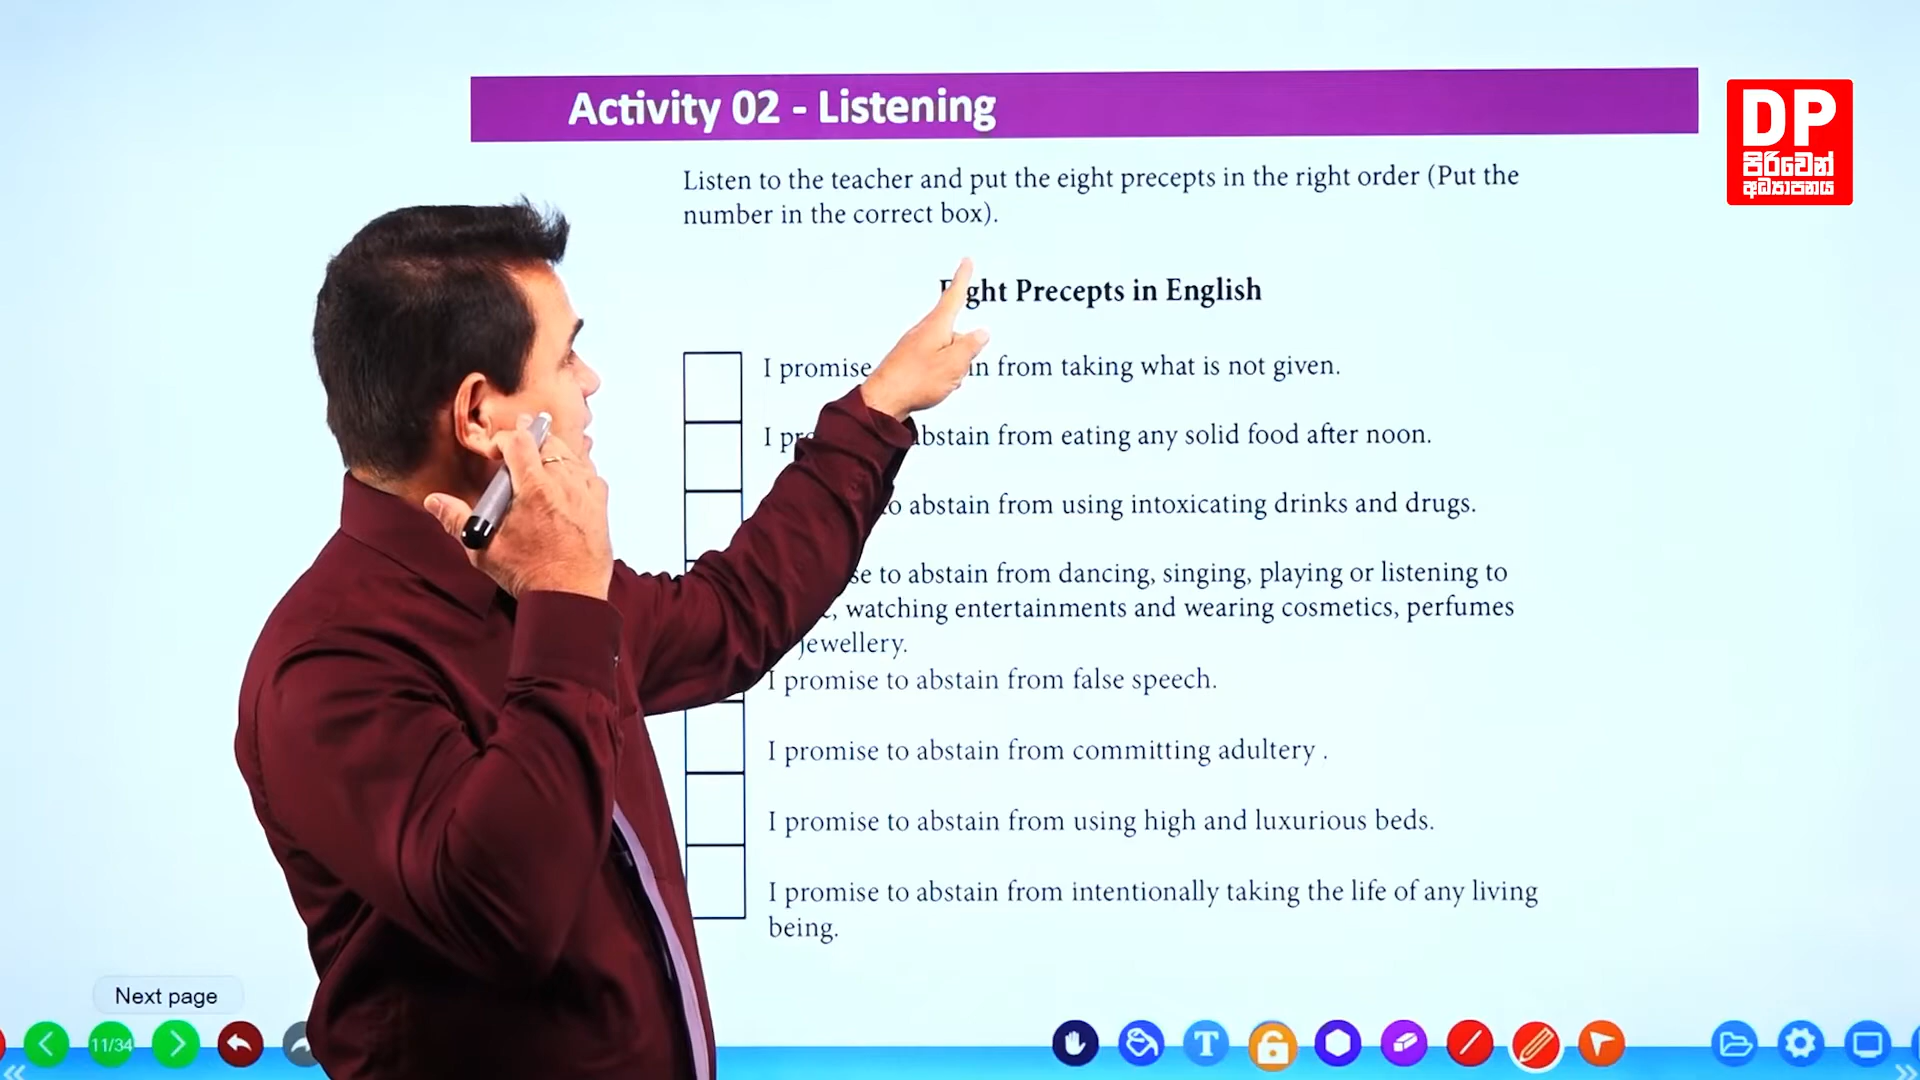 Activity 02 - Listening
DP
පිරිවෙන්
අධ්‍යාපනය
Listen to the teacher and put the eight precepts in the right order (Put the
number in the correct box).
Precepts in English
I promise from taking what is not given.
I abstain from eating any solid food after noon.
to abstain from using intoxicating drinks and drugs.
to abstain from dancing, singing, playing or listening to
watching entertainments and wearing cosmetics, perfumes
jewellery.
I promise to abstain from false speech.
I promise to abstain from committing adultery .
I promise to abstain from using high and luxurious beds.
I promise to abstain from intentionally taking the life of any living
being.
Next page
11/34
T